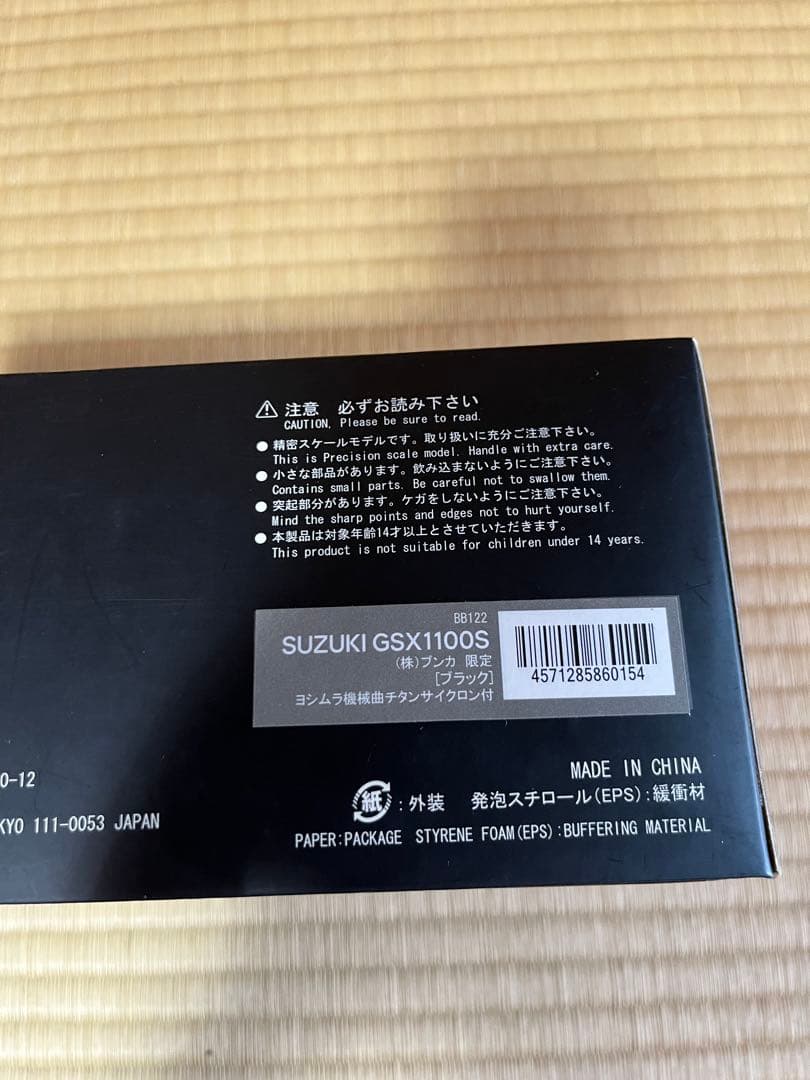 注意 必ずお読み下さい
CAUTION, Please be sure to read.
●精密スケールモデルです。取り扱いに充分ご注意下さい。
This is Precision scale model. Handle with extra care.
●小さな部品があります。飲み込まないようにご注意下さい。
Contains small parts. Be careful not to swallow them.
●突起部分があります。ケガをしないようにご注意下さい。
Mind the sharp points and edges not to hurt yourself.
●本製品は対象年齢14才以上とさせていただきます。
This product is not suitable for children under 14 years.
BB122
SUZUKI GSX1100S
(株)ブンカ 限定
[ブラック]
ヨシムラ機械曲チタンサイクロン付
4571285860154
0-12
KYO 111-0053 JAPAN
MADE IN CHINA
紙:外装 発泡スチロール(EPS):緩衝材
PAPER:PACKAGE STYRENE FOAM(EPS):BUFFERING MATERIAL